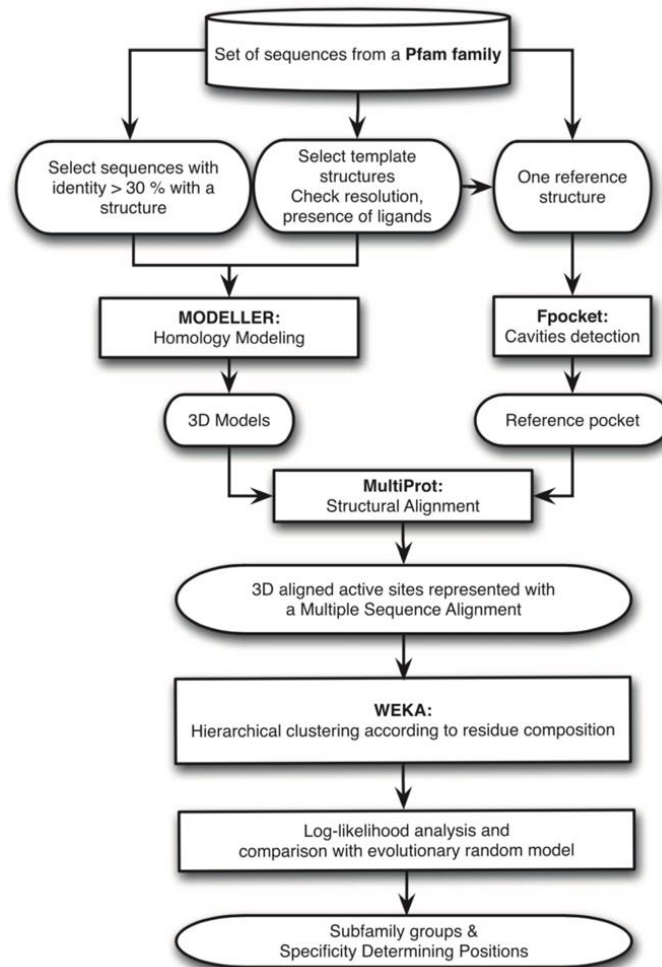 Set of sequences from a Pfam family
Select sequences with
identity > 30 % with a
structure
Select template
structures
Check resolution,
presence of ligands
One reference
structure
MODELLER:
Homology Modeling
Fpocket:
Cavities detection
3D Models
Reference pocket
MultiProt:
Structural Alignment
3D aligned active sites represented with
a Multiple Sequence Alignment
WEKA:
Hierarchical clustering according to residue composition
Log-likelihood analysis and
comparison with evolutionary random model
Subfamily groups &
Specificity Determining Positions